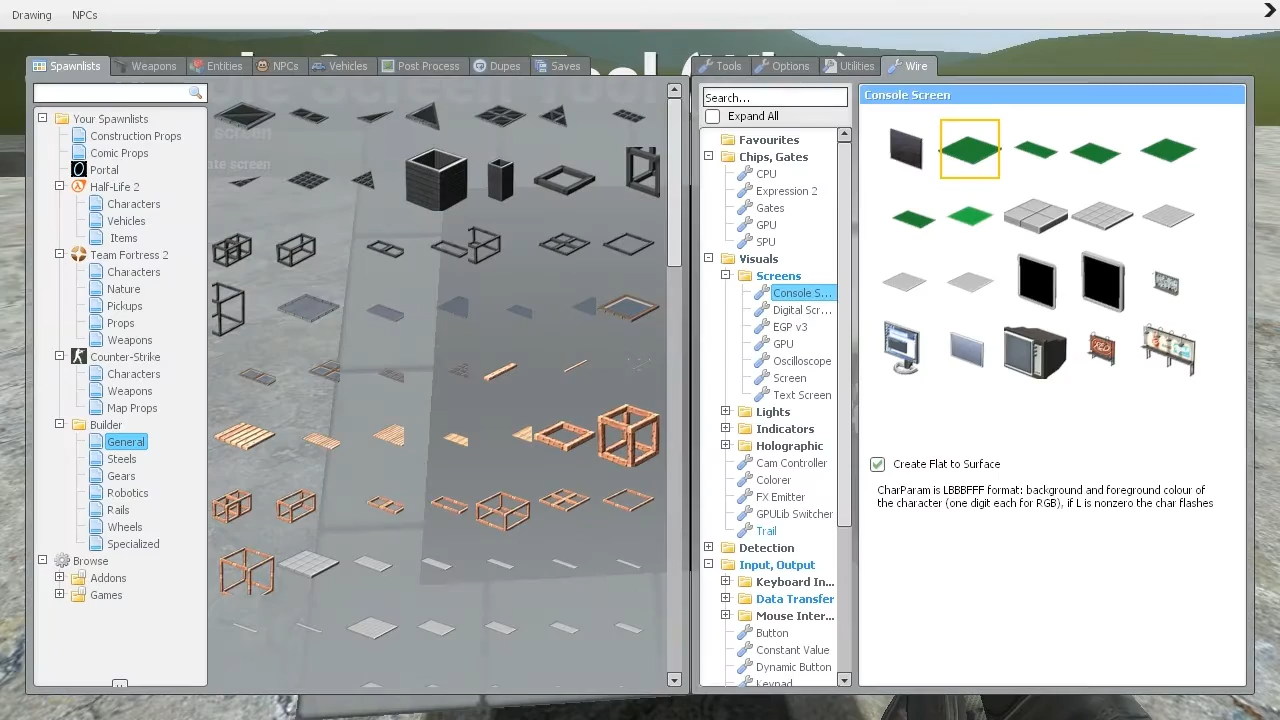 Drawing NPCs
Spawnlists Weapons Entities NPCs Vehicles Post Process Dupes Saves
Your Spawnlists
Construction Props
Comic Props
Portal
Half-Life 2
Characters
Vehicles
Items
Team Fortress 2
Characters
Nature
Pickups
Props
Weapons
Counter-Strike
Characters
Weapons
Map Props
Builder
General
Steels
Gears
Robotics
Rails
Wheels
Specialized
Browse
Addons
Games
Tools Options Utilities Wire
Search...
Expand All
Favourites
Chips, Gates
CPU
Expression 2
Gates
GPU
SPU
Visuals
Screens
Console S...
Digital Scr...
EGP v3
GPU
Oscilloscope
Screen
Text Screen
Lights
Indicators
Holographic
Cam Controller
Colorer
FX Emitter
GPULib Switcher
Trail
Detection
Input, Output
Keyboard In...
Data Transfer
Mouse Inter...
Button
Constant Value
Dynamic Button
Keypad
Console Screen
Create Flat to Surface
CharParam is LBBBFFF format: background and foreground colour of
the character (one digit each for RGB), if L is nonzero the char flashes